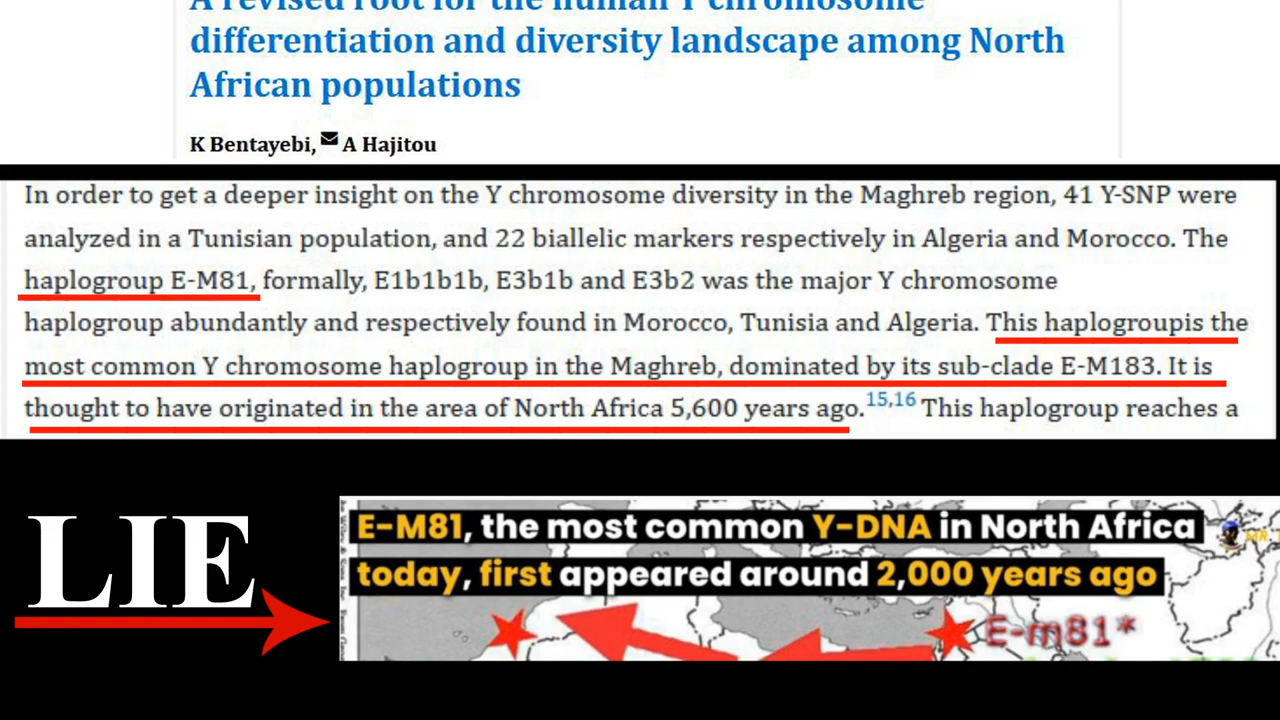 A revised root for the human Y chromosome
differentiation and diversity landscape among North
African populations
K Bentayebi, A Hajitou
In order to get a deeper insight on the Y chromosome diversity in the Maghreb region, 41 Y-SNP were
analyzed in a Tunisian population, and 22 biallelic markers respectively in Algeria and Morocco. The
haplogroup E-M81, formally, E1b1b1b, E3b1b and E3b2 was the major Y chromosome
haplogroup abundantly and respectively found in Morocco, Tunisia and Algeria. This haplogroupis the
most common Y chromosome haplogroup in the Maghreb, dominated by its sub-clade E-M183. It is
thought to have originated in the area of North Africa 5,600 years ago.15,16 This haplogroup reaches a
LIE
E-M81, the most common Y-DNA in North Africa
today, first appeared around 2,000 years ago
E-m81*